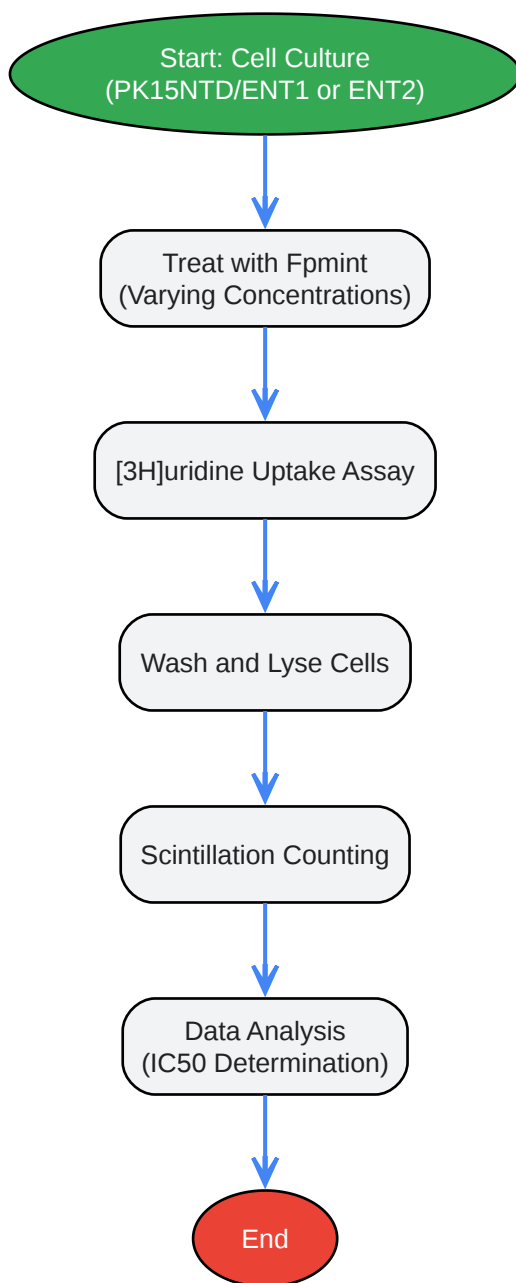 Start: Cell Culture
(PK15NTD/ENT1 or ENT2)
Treat with Fpmint
(Varying Concentrations)
[3H]uridine Uptake Assay
Wash and Lyse Cells
Scintillation Counting
Data Analysis
(IC50 Determination)
End